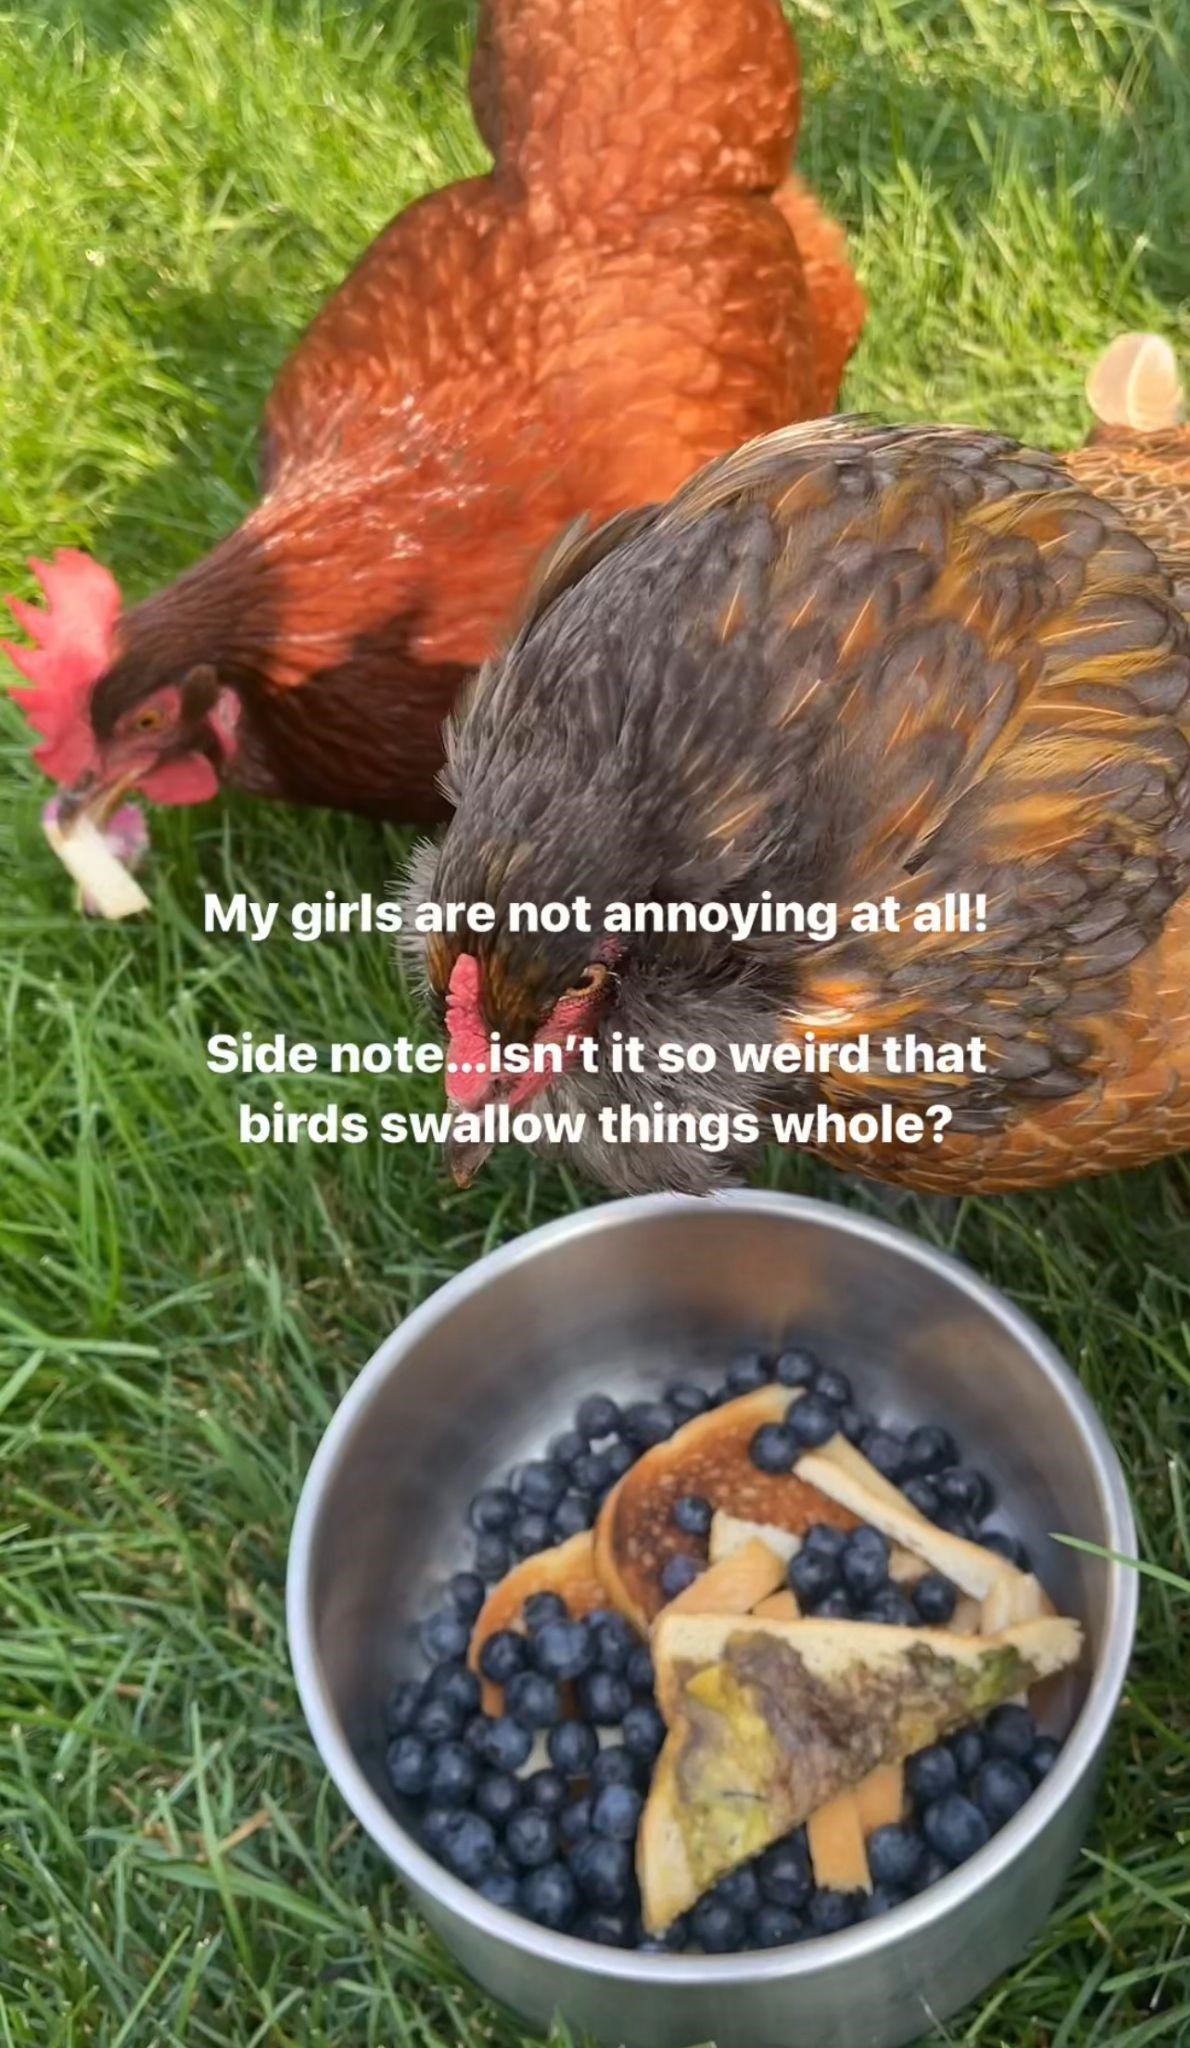 My girls are not annoying at all!
Side note...isn't it so weird that
birds swallow things whole?